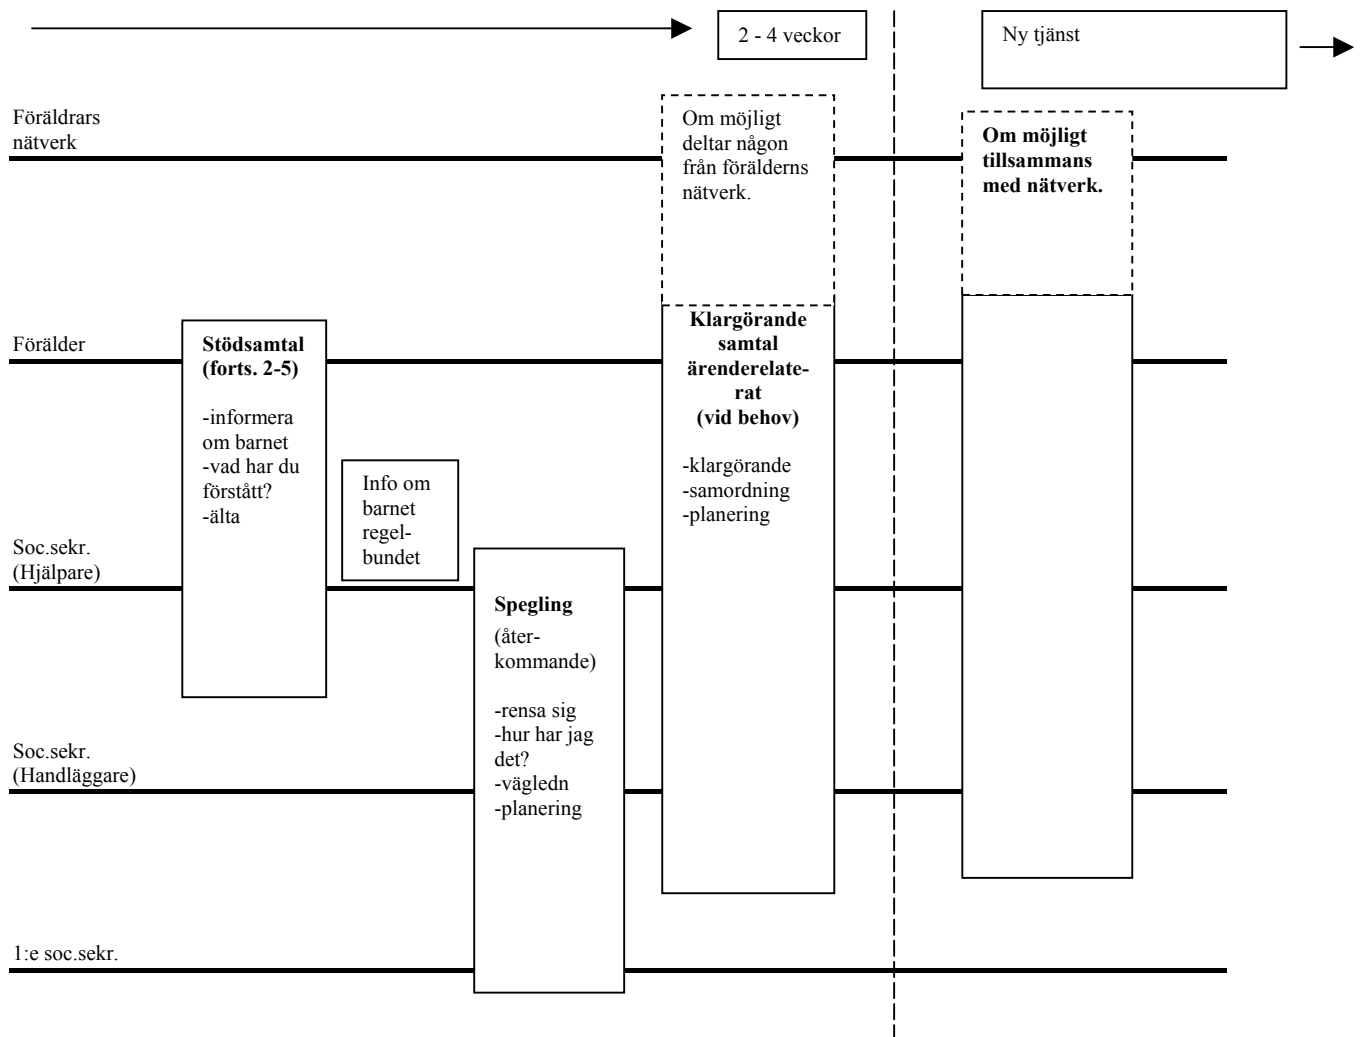 2 - 4 veckor
Ny tjänst
Föräldrars
nätverk
Om möjligt
deltar någon
från förälderns
nätverk.
Om möjligt
tillsammans
med nätverk.
Förälder
Stödsamtal
(forts. 2-5)
-informera
om barnet
-vad har du
förstått?
-älta
Info om
barnet
regel-
bundet
Klargörande
samtal
ärenderelate-
rat
(vid behov)
-klargörande
-samordning
-planering
Soc.sekr.
(Hjälpare)
Spegling
(åter-
kommande)
-rensa sig
-hur har jag
det?
-vägledn
-planering
Soc.sekr.
(Handläggare)
1:e soc.sekr.